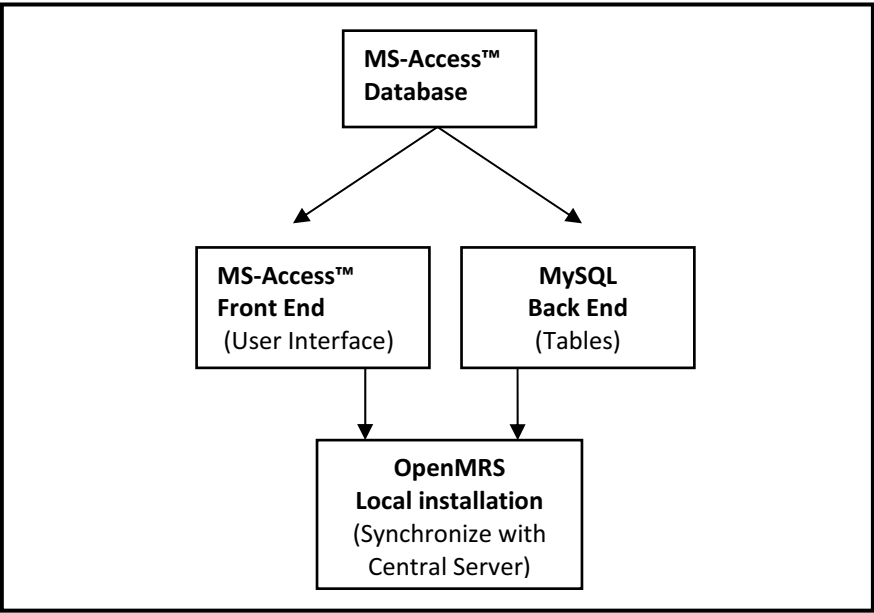 MS-Access™
Database
MS-Access™
Front End
(User Interface)
MySQL
Back End
(Tables)
OpenMRS
Local installation
(Synchronize with
Central Server)